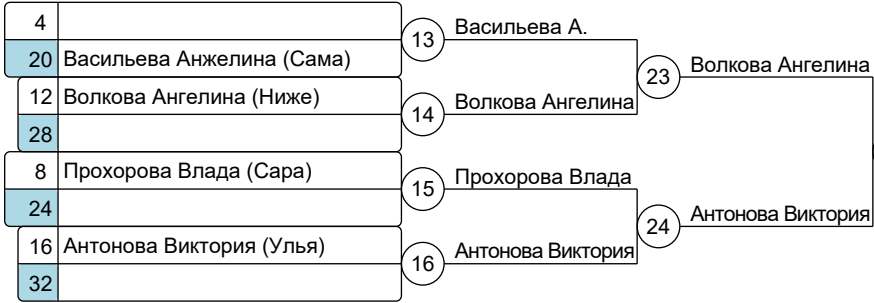 4
20 Васильева Анжелина (Сама)
12 Волкова Ангелина (Ниже)
28
8 Прохорова Влада (Сара)
24
16 Антонова Виктория (Улья)
32
13 Васильева А.
14 Волкова Ангелина
15 Прохорова Влада
16 Антонова Виктория
23 Волкова Ангелина
24 Антонова Виктория